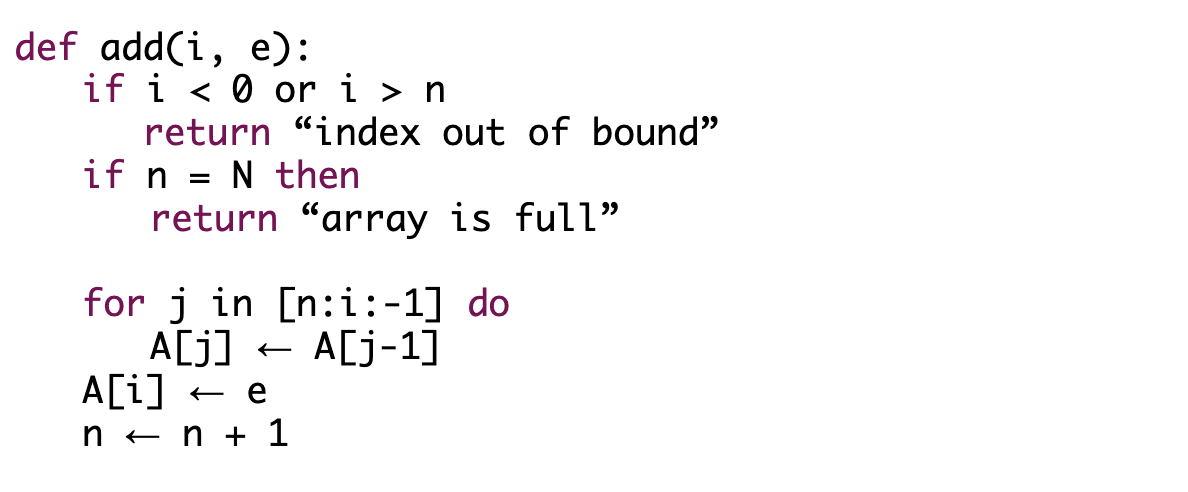 def add(i, e):
if i < 0 or i > n
return “index out of bound”
if n = N then
return “array is full”
for j in [n:i:-1] do
A[j] ← A[j-1]
A[i] ← e
n ← n + 1